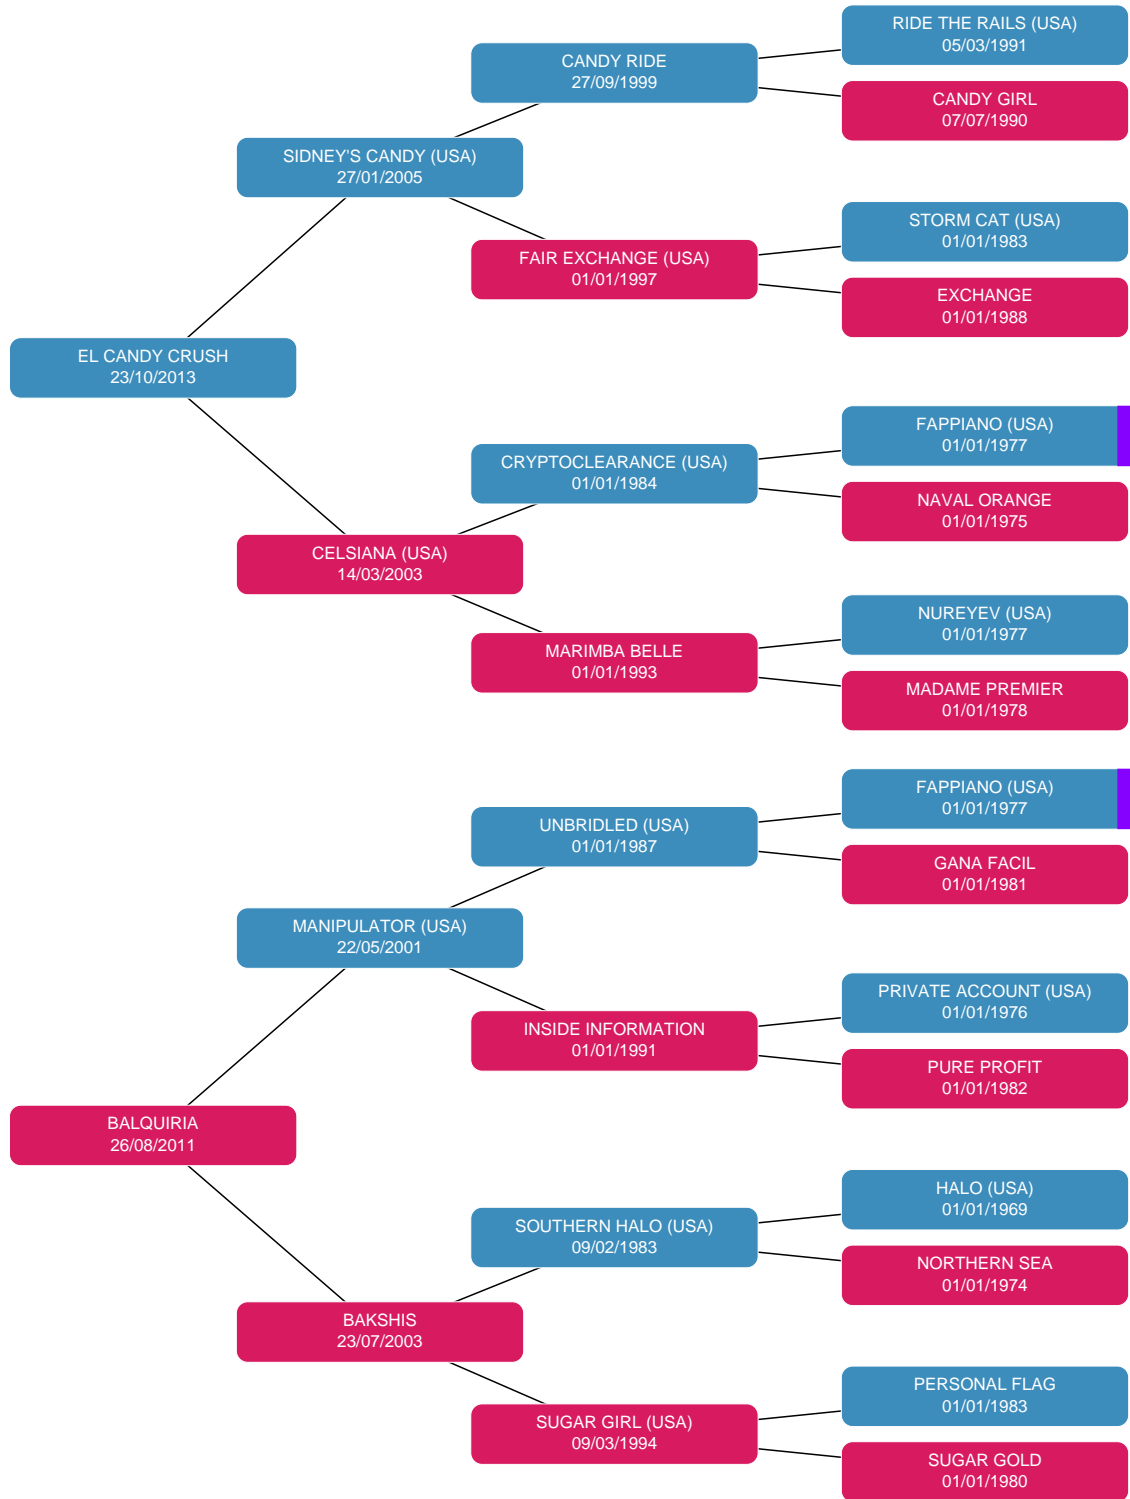 RIDE THE RAILS (USA)
05/03/1991
CANDY RIDE
27/09/1999
CANDY GIRL
07/07/1990
SIDNEY'S CANDY (USA)
27/01/2005
STORM CAT (USA)
01/01/1983
FAIR EXCHANGE (USA)
01/01/1997
EXCHANGE
01/01/1988
EL CANDY CRUSH
23/10/2013
FAPPIANO (USA)
01/01/1977
CRYPTOCLEARANCE (USA)
01/01/1984
NAVAL ORANGE
01/01/1975
CELSIANA (USA)
14/03/2003
NUREYEV (USA)
01/01/1977
MARIMBA BELLE
01/01/1993
MADAME PREMIER
01/01/1978
FAPPIANO (USA)
01/01/1977
UNBRIDLED (USA)
01/01/1987
GANA FACIL
01/01/1981
MANIPULATOR (USA)
22/05/2001
PRIVATE ACCOUNT (USA)
01/01/1976
INSIDE INFORMATION
01/01/1991
PURE PROFIT
01/01/1982
BALQUIRIA
26/08/2011
HALO (USA)
01/01/1969
SOUTHERN HALO (USA)
09/02/1983
NORTHERN SEA
01/01/1974
BAKSHIS
23/07/2003
PERSONAL FLAG
01/01/1983
SUGAR GIRL (USA)
09/03/1994
SUGAR GOLD
01/01/1980